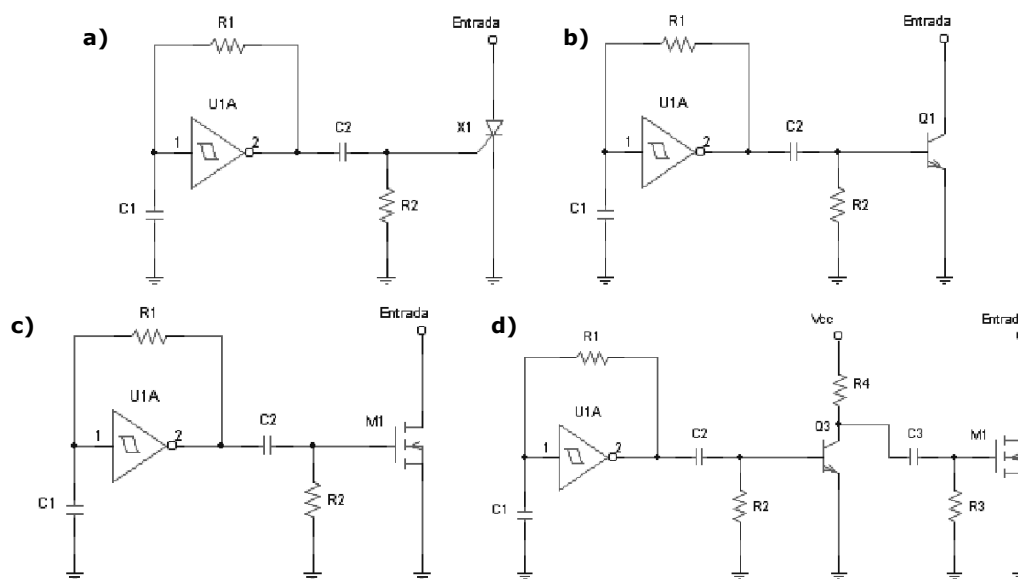 a)
R1
Entrada
U1A
1
2
C2
X1
C1
R2
b)
R1
Entrada
U1A
1
2
C2
Q1
C1
R2
c)
R1
Entrada
U1A
1
2
C2
M1
C1
R2
d)
R1
Vcc
Entrad
R4
U1A
1
2
C2
Q3
C3
M1
C1
R2
R3